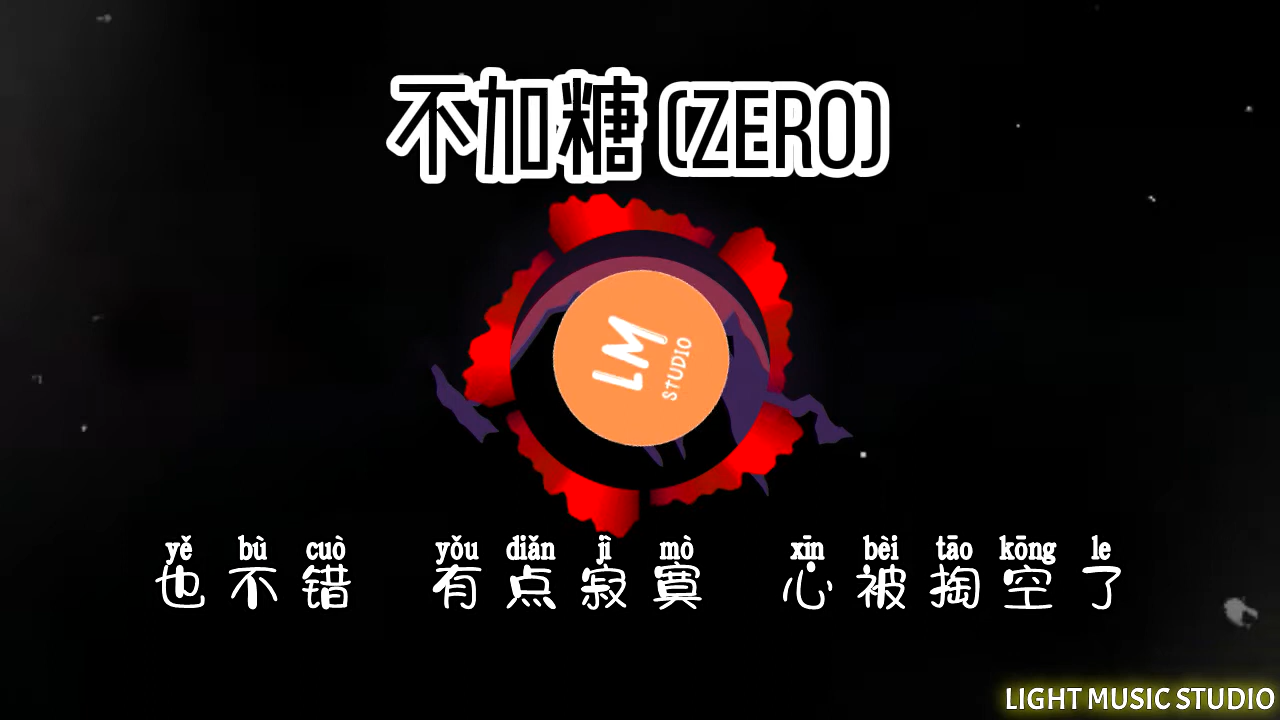 不加糖 (ZERO)
LM
STUDIO
yě bù cuò yǒu diǎn jì mò xīn bèi tāo kōng le
也不错 有点寂寞 心被掏空了
LIGHT MUSIC STUDIO